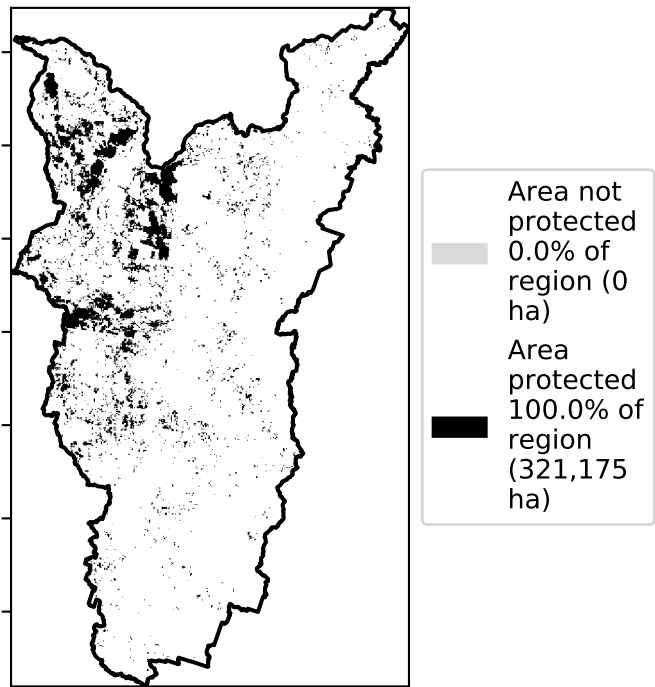 Area not
protected
0.0% of
region (0
ha)
Area
protected
100.0% of
region
(321,175
ha)